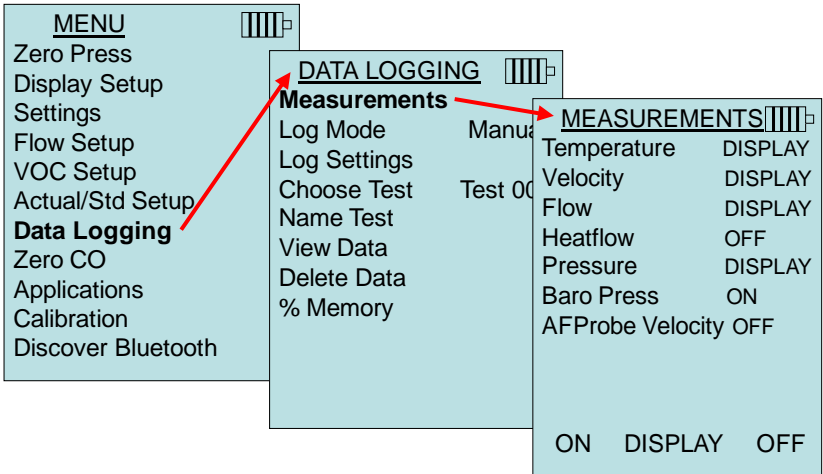 MENU
Zero Press
Display Setup
Settings
Flow Setup
VOC Setup
Actual/Std Setup
Data Logging
Zero CO
Applications
Calibration
Discover Bluetooth
DATA LOGGING
Measurements
Log Mode Manua
Log Settings
Choose Test Test 00
Name Test
View Data
Delete Data
% Memory
MEASUREMENTS
Temperature DISPLAY
Velocity DISPLAY
Flow DISPLAY
Heatflow OFF
Pressure DISPLAY
Baro Press ON
AFProbe Velocity OFF
ON DISPLAY OFF